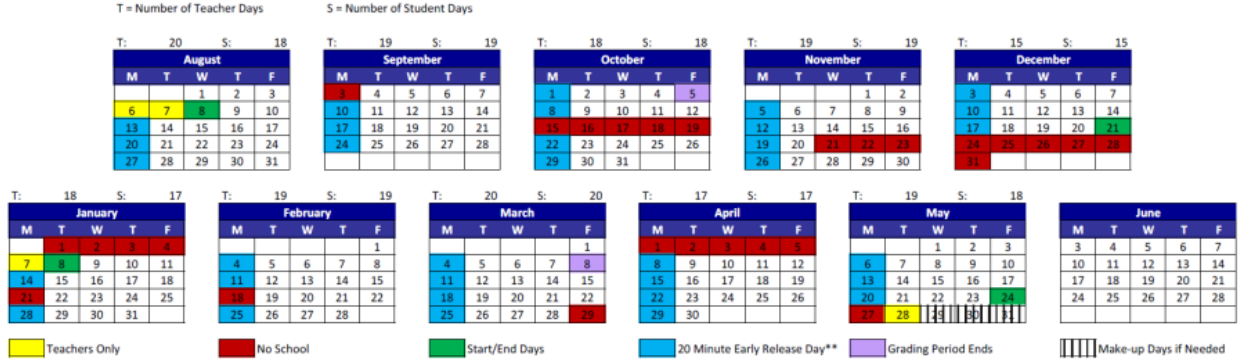 T = Number of Teacher Days S = Number of Student Days
T: 20 S: 18 T: 19 S: 19 T: 18 S: 18 T: 19 S: 19 T: 15 S: 15
August September October November December
M T W T F M T W T F M T W T F M T W T F M T W T F
1 2 3 3 4 5 6 7 1 2 3 4 5 1 2 3 4 5 6 7
6 7 8 9 10 10 11 12 13 14 8 9 10 11 12 5 6 7 8 9 10 11 12 13 14
13 14 15 16 17 17 18 19 20 21 15 16 17 18 19 12 13 14 15 16 17 18 19 20 21
20 21 22 23 24 24 25 26 27 28 22 23 24 25 26 19 20 21 22 23 24 25 26 27 28
27 28 29 30 31 29 30 31 26 27 28 29 30 31
T: 18 S: 17 T: 19 S: 19 T: 20 S: 20 T: 17 S: 17 T: 19 S: 18
January February March April May June
M T W T F M T W T F M T W T F M T W T F M T W T F
1 2 3 4 1 1 1 2 3 4 5 1 2 3 3 4 5 6 7
7 8 9 10 11 4 5 6 7 8 4 5 6 7 8 8 9 10 11 12 6 7 8 9 10 10 11 12 13 14
14 15 16 17 18 11 12 13 14 15 11 12 13 14 15 15 16 17 18 19 13 14 15 16 17 17 18 19 20 21
21 22 23 24 25 18 19 20 21 22 18 19 20 21 22 22 23 24 25 26 20 21 22 23 24 24 25 26 27 28
28 29 30 31 25 26 27 28 25 26 27 28 29 29 30 27 28 29 30 31
Teachers Only No School Start/End Days 20 Minute Early Release Day** Grading Period Ends Make-up Days if Needed